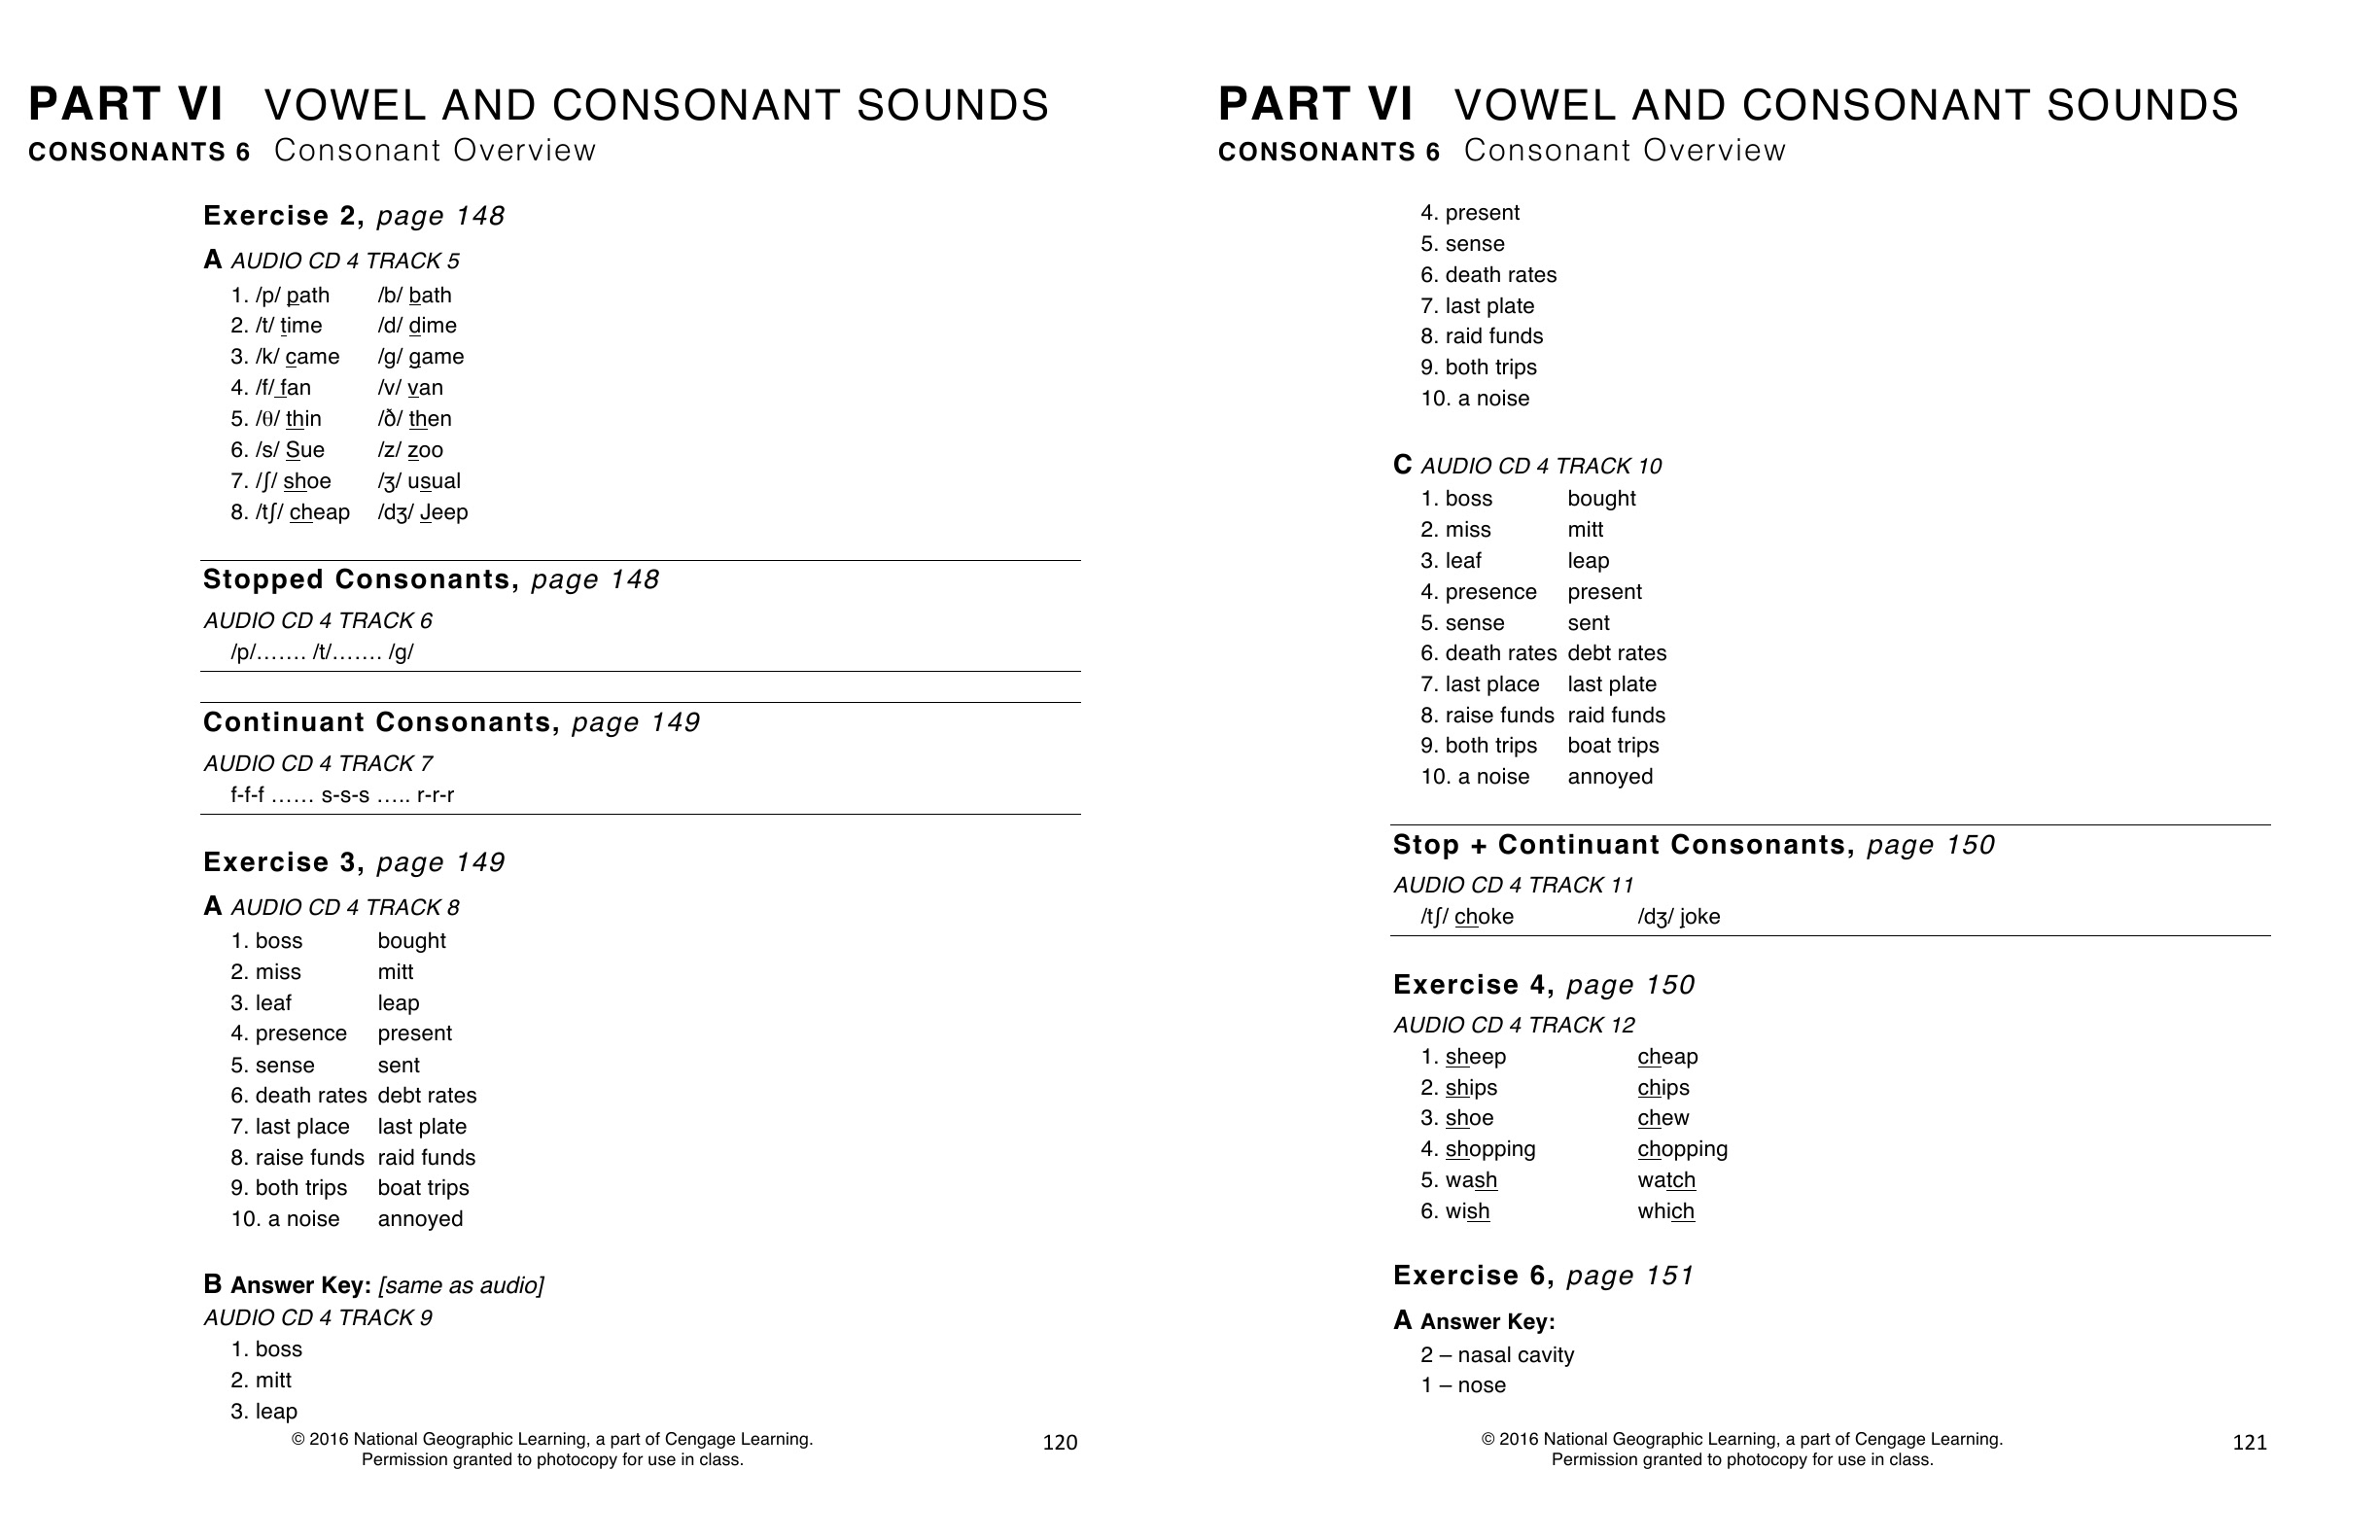 PART VI VOWEL AND CONSONANT SOUNDS
CONSONANTS 6 Consonant Overview
Exercise 2, page 148
A AUDIO CD 4 TRACK 5
1. /p/ path /b/ bath
2. /t/ time /d/ dime
3. /k/ came /g/ game
4. /f/ fan /v/ van
5. /θ/ thin /ð/ then
6. /s/ Sue /z/ zoo
7. /ʃ/ shoe /ʒ/ usual
8. /tʃ/ cheap /dʒ/ Jeep
Stopped Consonants, page 148
AUDIO CD 4 TRACK 6
/p/……. /t/……. /g/
Continuant Consonants, page 149
AUDIO CD 4 TRACK 7
f-f-f …… s-s-s ….. r-r-r
Exercise 3, page 149
A AUDIO CD 4 TRACK 8
1. boss bought
2. miss mitt
3. leaf leap
4. presence present
5. sense sent
6. death rates debt rates
7. last place last plate
8. raise funds raid funds
9. both trips boat trips
10. a noise annoyed
B Answer Key: [same as audio]
AUDIO CD 4 TRACK 9
1. boss
2. mitt
3. leap
© 2016 National Geographic Learning, a part of Cengage Learning.
Permission granted to photocopy for use in class.
120
PART VI VOWEL AND CONSONANT SOUNDS
CONSONANTS 6 Consonant Overview
4. present
5. sense
6. death rates
7. last plate
8. raid funds
9. both trips
10. a noise
C AUDIO CD 4 TRACK 10
1. boss bought
2. miss mitt
3. leaf leap
4. presence present
5. sense sent
6. death rates debt rates
7. last place last plate
8. raise funds raid funds
9. both trips boat trips
10. a noise annoyed
Stop + Continuant Consonants, page 150
AUDIO CD 4 TRACK 11
/tʃ/ choke /dʒ/ joke
Exercise 4, page 150
AUDIO CD 4 TRACK 12
1. sheep cheap
2. ships chips
3. shoe chew
4. shopping chopping
5. wash watch
6. wish which
Exercise 6, page 151
A Answer Key:
2 – nasal cavity
1 – nose
© 2016 National Geographic Learning, a part of Cengage Learning.
Permission granted to photocopy for use in class.
121